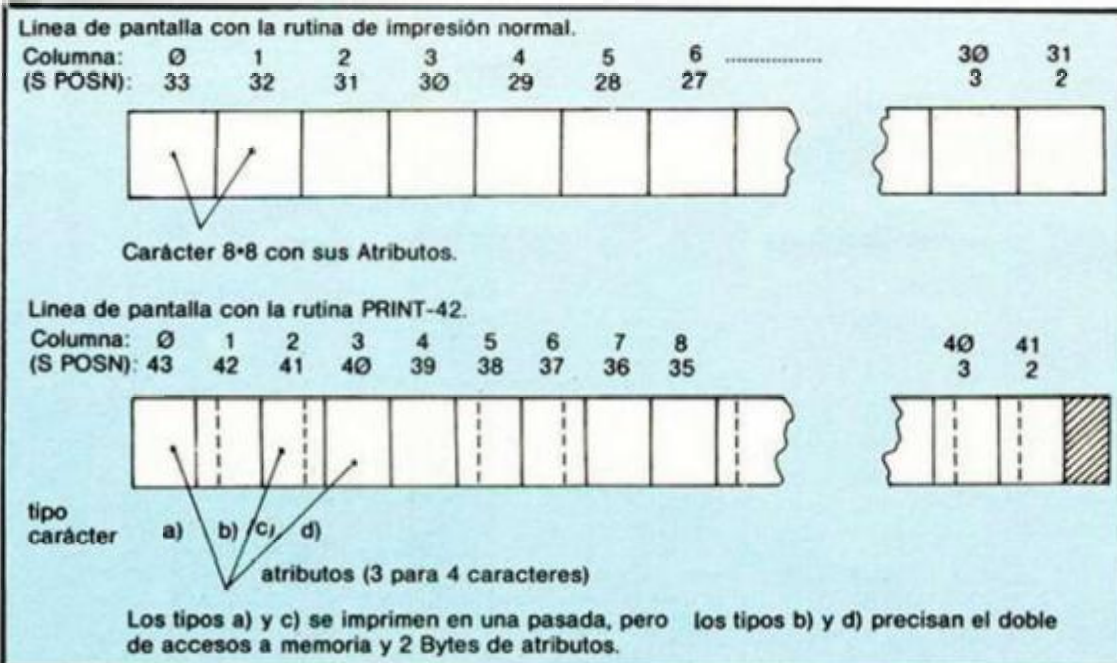 Linea de pantalla con la rutina de impresión normal.
Columna: Ø 1 2 3 4 5 6 ................ 3Ø 31
(S POSN): 33 32 31 3Ø 29 28 27 3 2
Carácter 8•8 con sus Atributos.
Linea de pantalla con la rutina PRINT-42.
Columna: Ø 1 2 3 4 5 6 7 8 4Ø 41
(S POSN): 43 42 41 4Ø 39 38 37 36 35 3 2
tipo
carácter a) b) c) d)
atributos (3 para 4 caracteres)
Los tipos a) y c) se imprimen en una pasada, pero los tipos b) y d) precisan el doble
de accesos a memoria y 2 Bytes de atributos.